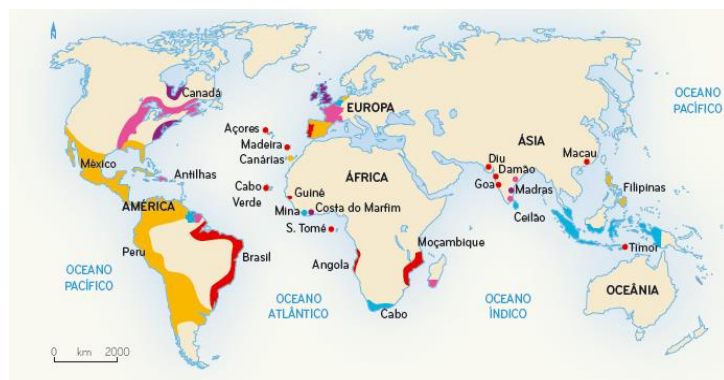 N
Canadá
EUROPA
OCEANO
PACÍFICO
Açores
Madeira
Canárias
ÁSIA
Macau
México
Antilhas
ÁFRICA
Diu
Damão
Goa
Madras
Filipinas
Cabo
Verde
Guiné
Mina
Costa do Marfim
Ceilão
AMÉRICA
S. Tomé
Moçambique
Timor
Peru
Brasil
Angola
OCEANO
PACÍFICO
OCEANO
ATLÂNTICO
Cabo
OCEANO
ÍNDICO
OCEÂNIA
0 km 2000